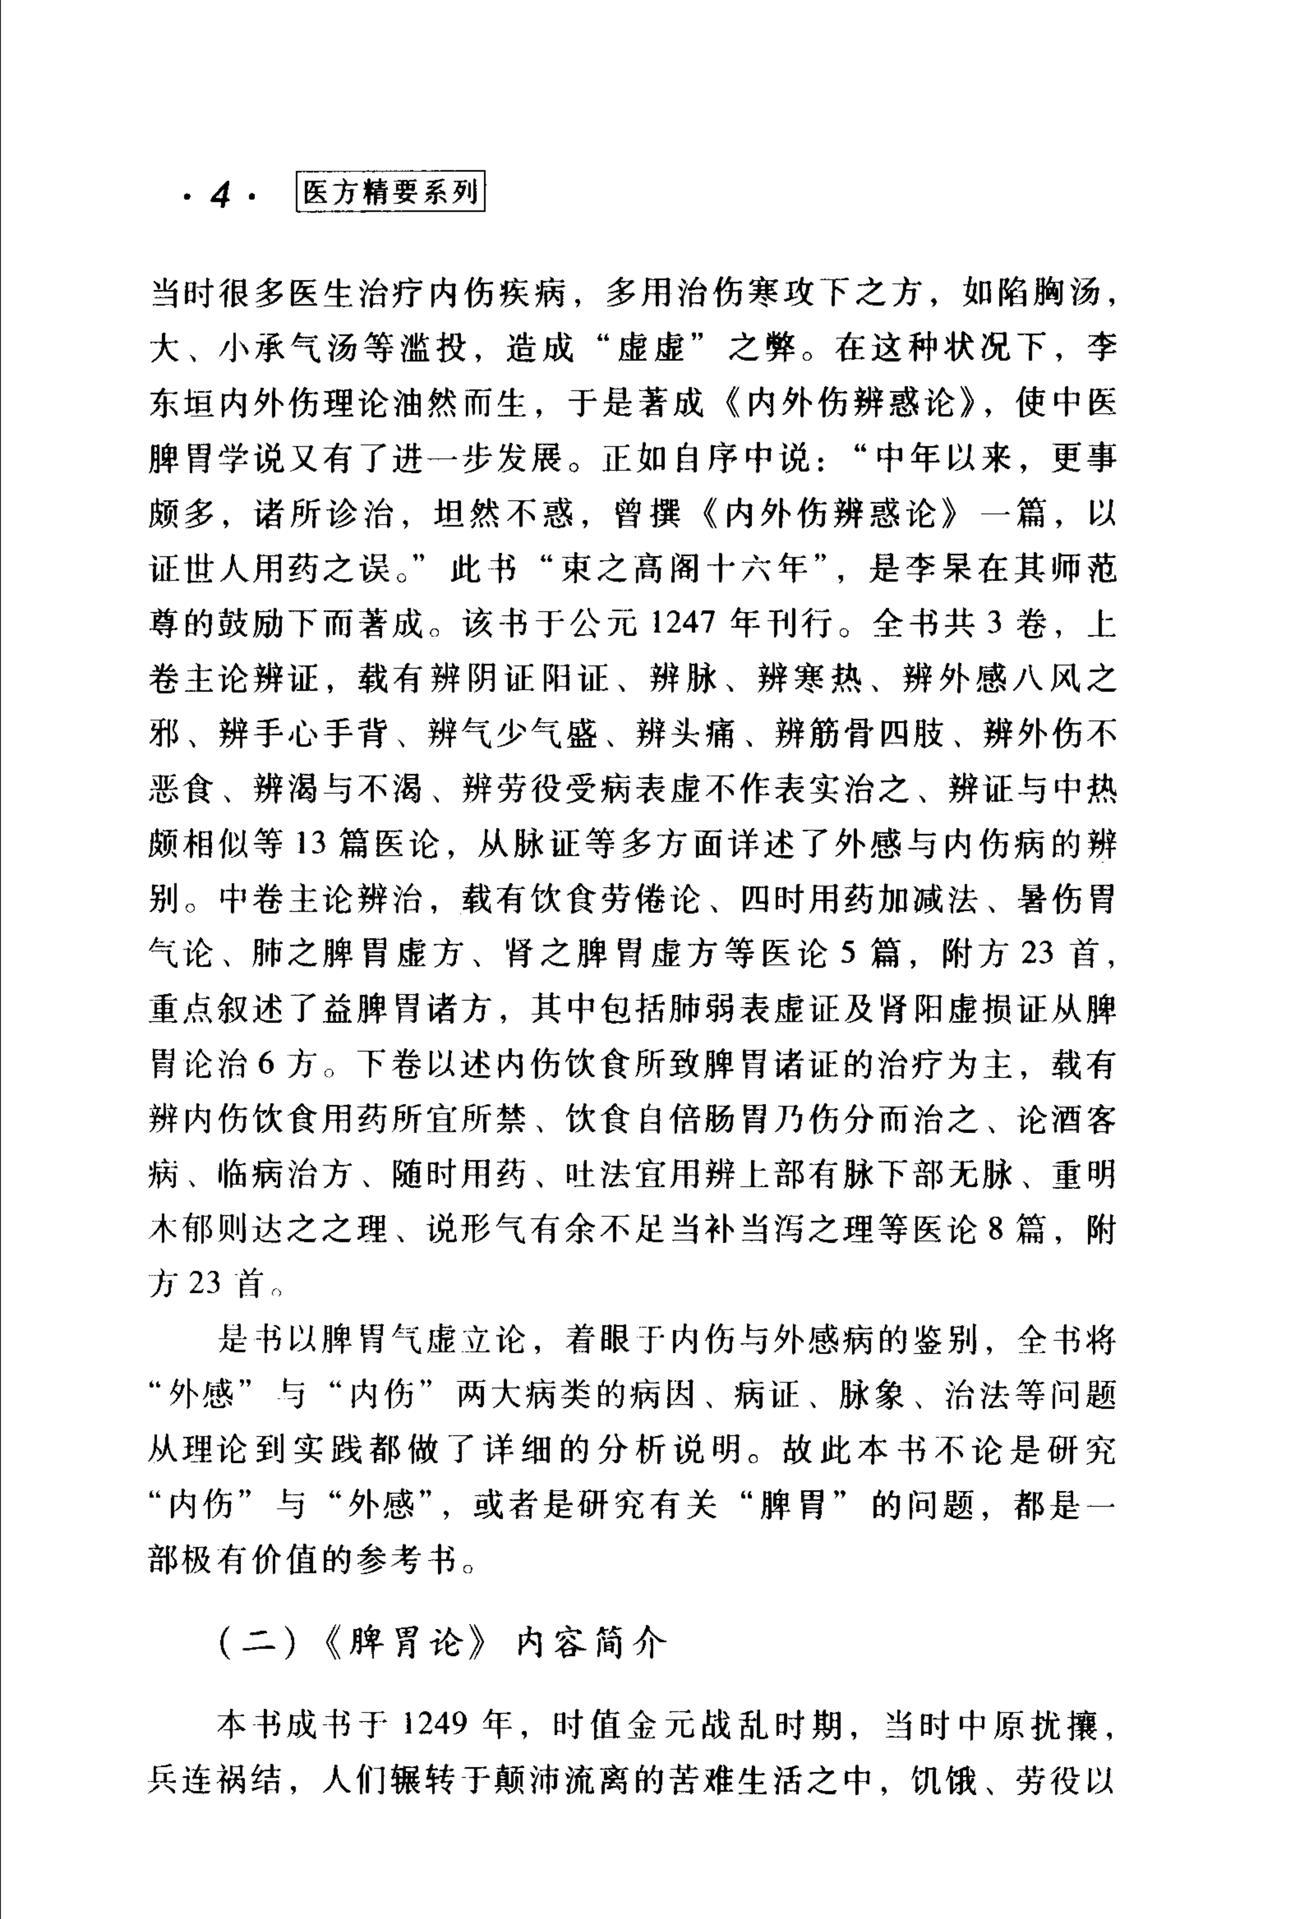 ·4· 医方精要系列
当时很多医生治疗内伤疾病，多用治伤寒攻下之方，如陷胸汤，
大、小承气汤等滥投，造成“虚虚”之弊。在这种状况下，李
东垣内外伤理论油然而生，于是著成《内外伤辨惑论》，使中医
脾胃学说又有了进一步发展。正如自序中说：“中年以来，更事
颇多，诸所诊治，坦然不惑，曾撰《内外伤辨惑论》一篇，以
证世人用药之误。”此书“束之高阁十六年”，是李杲在其师范
尊的鼓励下而著成。该书于公元1247年刊行。全书共3卷，上
卷主论辨证，载有辨阴证阳证、辨脉、辨寒热、辨外感八风之
邪、辨手心手背、辨气少气盛、辨头痛、辨筋骨四肢、辨外伤不
恶食、辨渴与不渴、辨劳役受病表虚不作表实治之、辨证与中热
颇相似等13篇医论，从脉证等多方面详述了外感与内伤病的辨
别。中卷主论辨治，载有饮食劳倦论、四时用药加减法、暑伤胃
气论、肺之脾胃虚方、肾之脾胃虚方等医论5篇，附方23首，
重点叙述了益脾胃诸方，其中包括肺弱表虚证及肾阳虚损证从脾
胃论治6方。下卷以述内伤饮食所致脾胃诸证的治疗为主，载有
辨内伤饮食用药所宜所禁、饮食自倍肠胃乃伤分而治之、论酒客
病、临病治方、随时用药、吐法宜用辨上部有脉下部无脉、重明
木郁则达之之理、说形气有余不足当补当泻之理等医论8篇，附
方23首。
是书以脾胃气虚立论，着眼于内伤与外感病的鉴别，全书将
“外感”与“内伤”两大病类的病因、病证、脉象、治法等问题
从理论到实践都做了详细的分析说明。故此本书不论是研究
“内伤”与“外感”，或者是研究有关“脾胃”的问题，都是一
部极有价值的参考书。
（二）《脾胃论》内容简介
本书成书于1249年，时值金元战乱时期，当时中原扰攘，
兵连祸结，人们辗转于颠沛流离的苦难生活之中，饥饿、劳役以